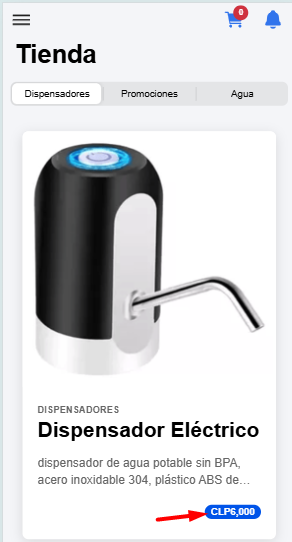 0
Tienda
Dispensadores
Promociones
Agua
DISPENSADORES
Dispensador Eléctrico
dispensador de agua potable sin BPA,
acero inoxidable 304, plástico ABS de...
CLP6,000